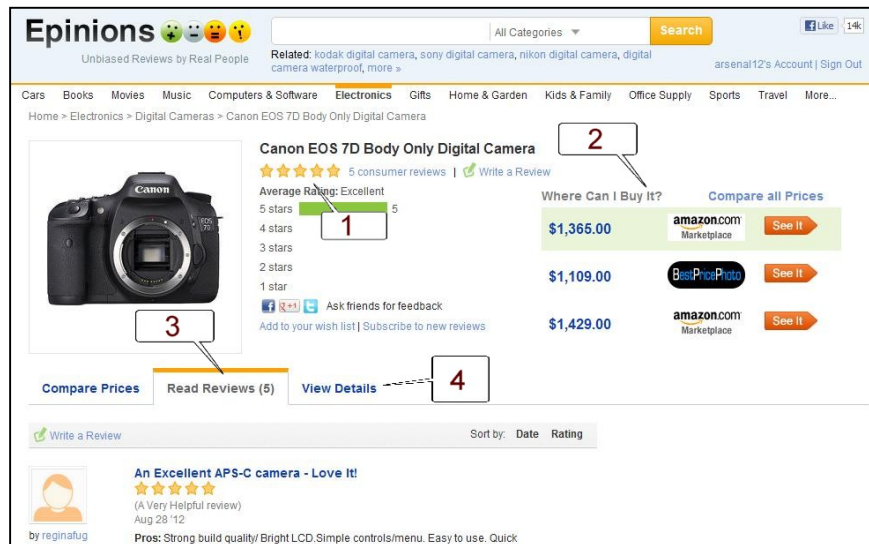 Epinions
All Categories
Search
Like 14k
Unbiased Reviews by Real People
Related: kodak digital camera, sony digital camera, nikon digital camera, digital
camera waterproof, more »
arsenal12's Account | Sign Out
Cars Books Movies Music Computers & Software Electronics Gifts Home & Garden Kids & Family Office Supply Sports Travel More...
Home > Electronics > Digital Cameras > Canon EOS 7D Body Only Digital Camera
Canon
EOS
7D
Canon EOS 7D Body Only Digital Camera
5 consumer reviews | Write a Review
Average Rating: Excellent
5 stars 5
4 stars
3 stars
2 stars
1 star
1
Ask friends for feedback
Add to your wish list | Subscribe to new reviews
2
Where Can I Buy It? Compare all Prices
$1,365.00 amazon.com Marketplace See It
$1,109.00 BestPricePhoto See It
$1,429.00 amazon.com Marketplace See It
3
4
Compare Prices Read Reviews (5) View Details
Write a Review Sort by: Date Rating
An Excellent APS-C camera - Love It!
(A Very Helpful review)
Aug 28 '12
by reginafug
Pros: Strong build quality/ Bright LCD.Simple controls/menu. Easy to use. Quick